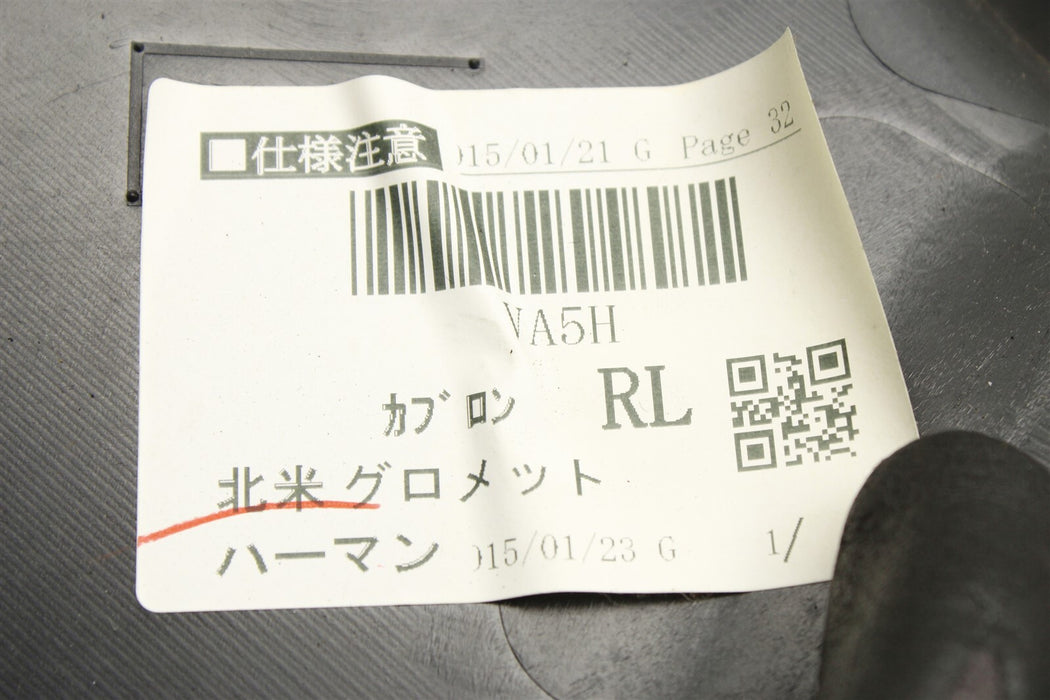 ■仕様注意 015/01/21 G Page 32
VA5H
ｶﾌﾞﾛﾝ RL
北米 グロメツト
ハーマン 015/01/23 G 1/